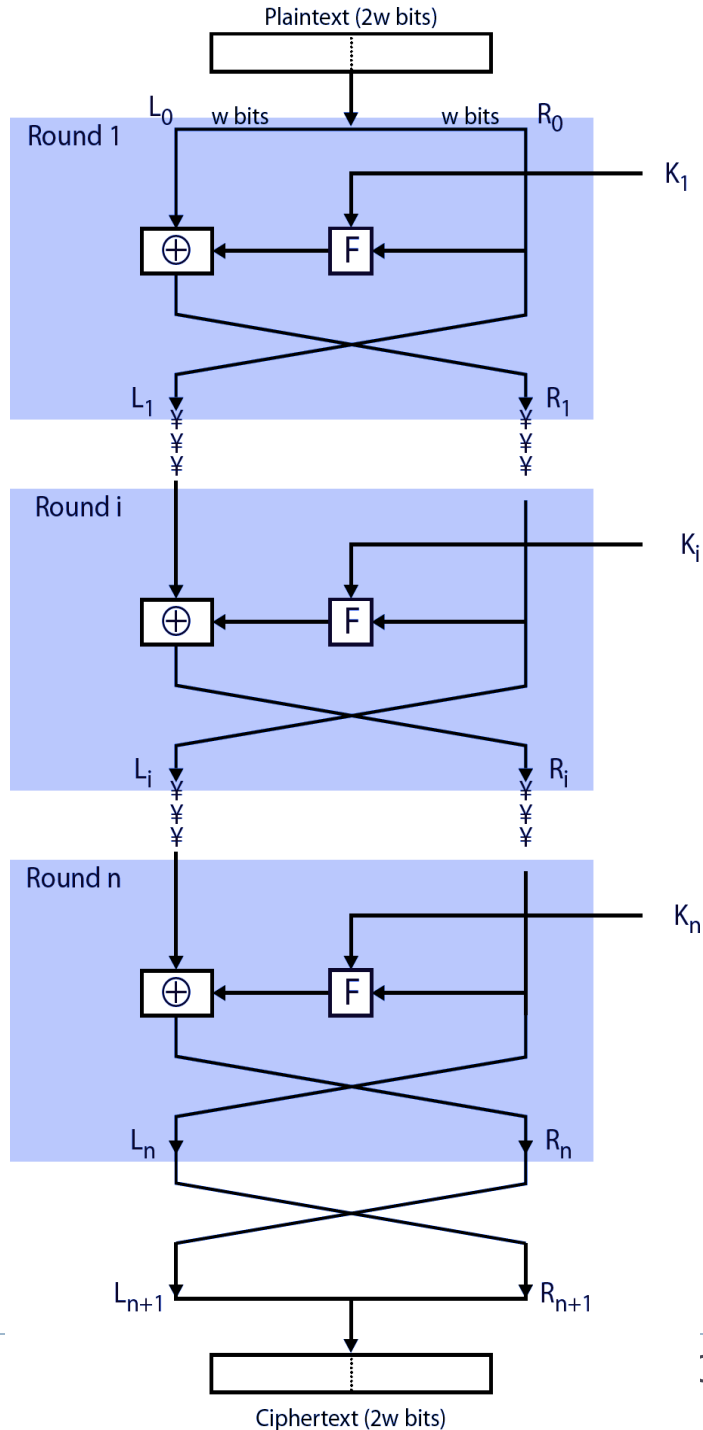 Plaintext (2w bits)
L0 w bits w bits R0
Round 1
K1
⊕ F
L1 R1
¥ ¥
¥ ¥
¥ ¥
Round i
Ki
⊕ F
Li Ri
¥ ¥
¥ ¥
¥ ¥
Round n
Kn
⊕ F
Ln Rn
Ln+1 Rn+1
Ciphertext (2w bits)